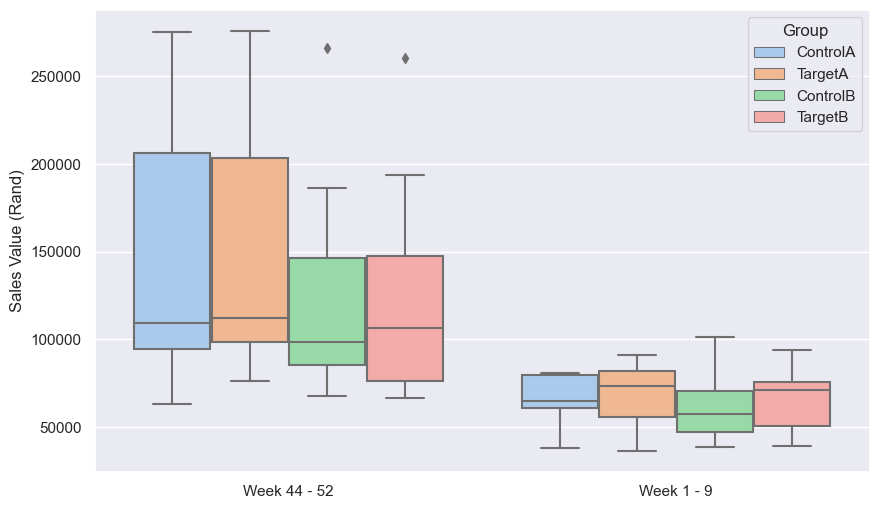 Group
ControlA
TargetA
ControlB
TargetB
Sales Value (Rand)
250000
200000
150000
100000
50000
Week 44 - 52
Week 1 - 9